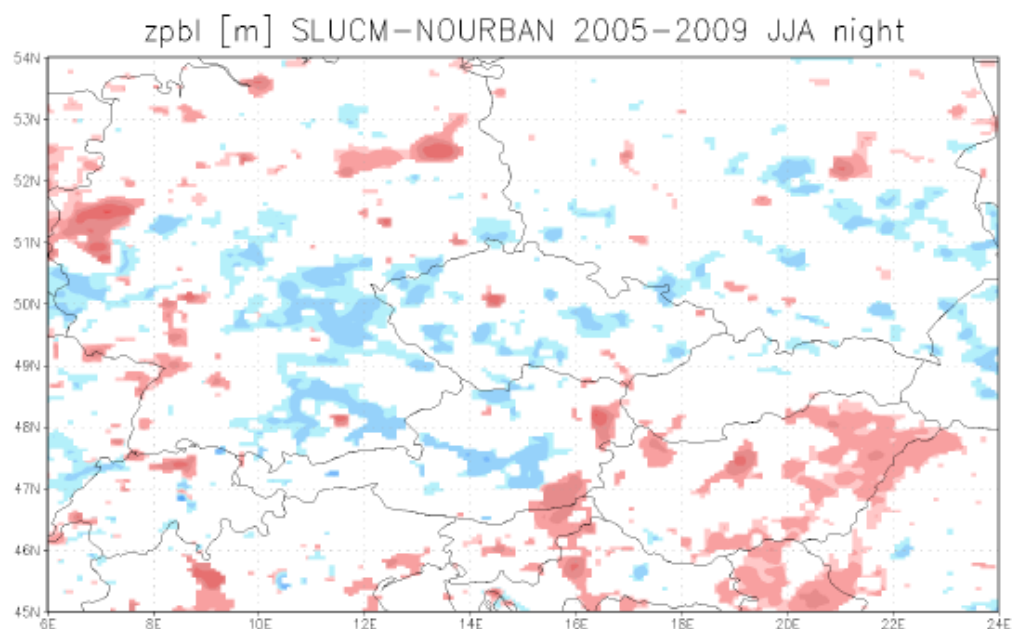 zpbl [m] SLUCM-NOURBAN 2005-2009 JJA night
54N
53N
52N
51N
50N
49N
48N
47N
46N
45N
6E 8E 10E 12E 14E 16E 18E 20E 22E 24E